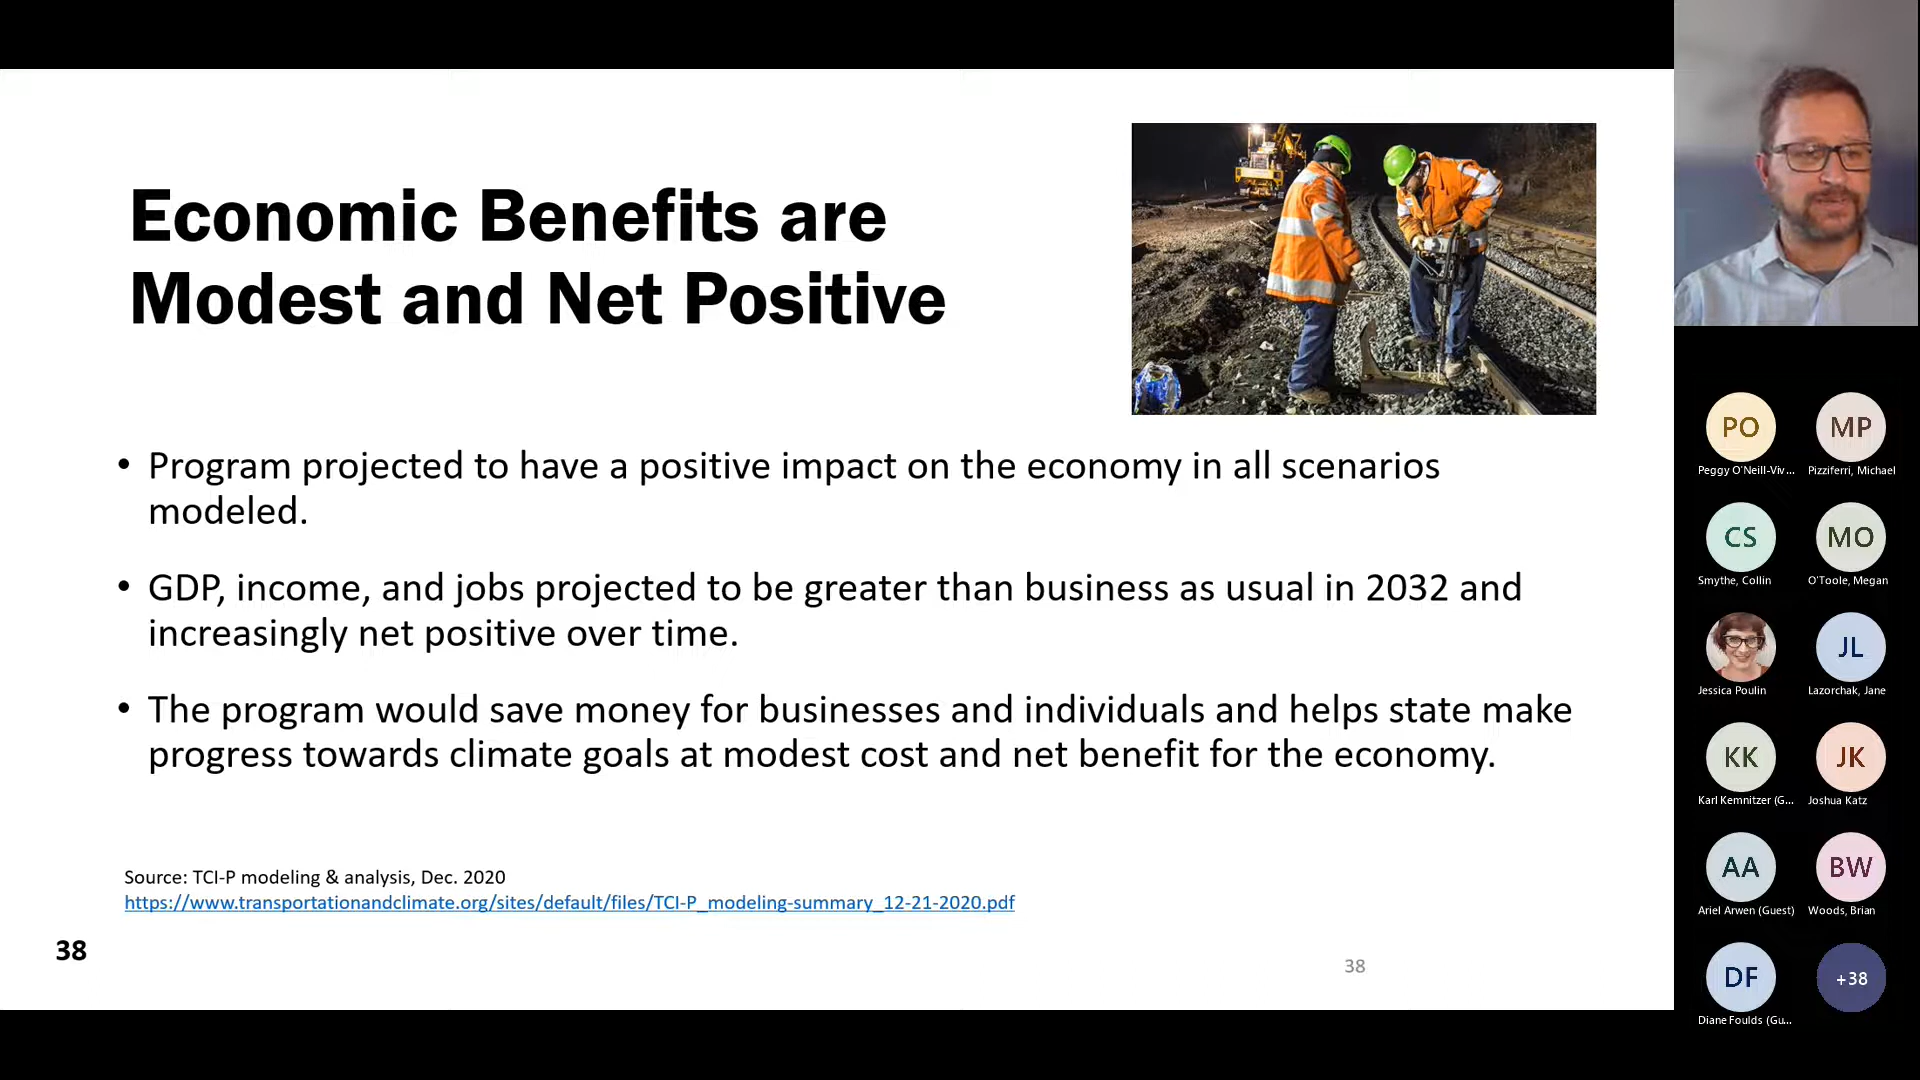 Economic Benefits are
Modest and Net Positive
• Program projected to have a positive impact on the economy in all scenarios
modeled.
• GDP, income, and jobs projected to be greater than business as usual in 2032 and
increasingly net positive over time.
• The program would save money for businesses and individuals and helps state make
progress towards climate goals at modest cost and net benefit for the economy.
Source: TCI-P modeling & analysis, Dec. 2020
https://www.transportationandclimate.org/sites/default/files/TCI-P_modeling-summary_12-21-2020.pdf
38
38
PO
Peggy O'Neill-Viv...
MP
Pizziferri, Michael
CS
Smythe, Collin
MO
O'Toole, Megan
Jessica Poulin
JL
Lazorchak, Jane
KK
Karl Kemnitzer (G...
JK
Joshua Katz
AA
Ariel Arwen (Guest)
BW
Woods, Brian
DF
Diane Foulds (Gu...
+38